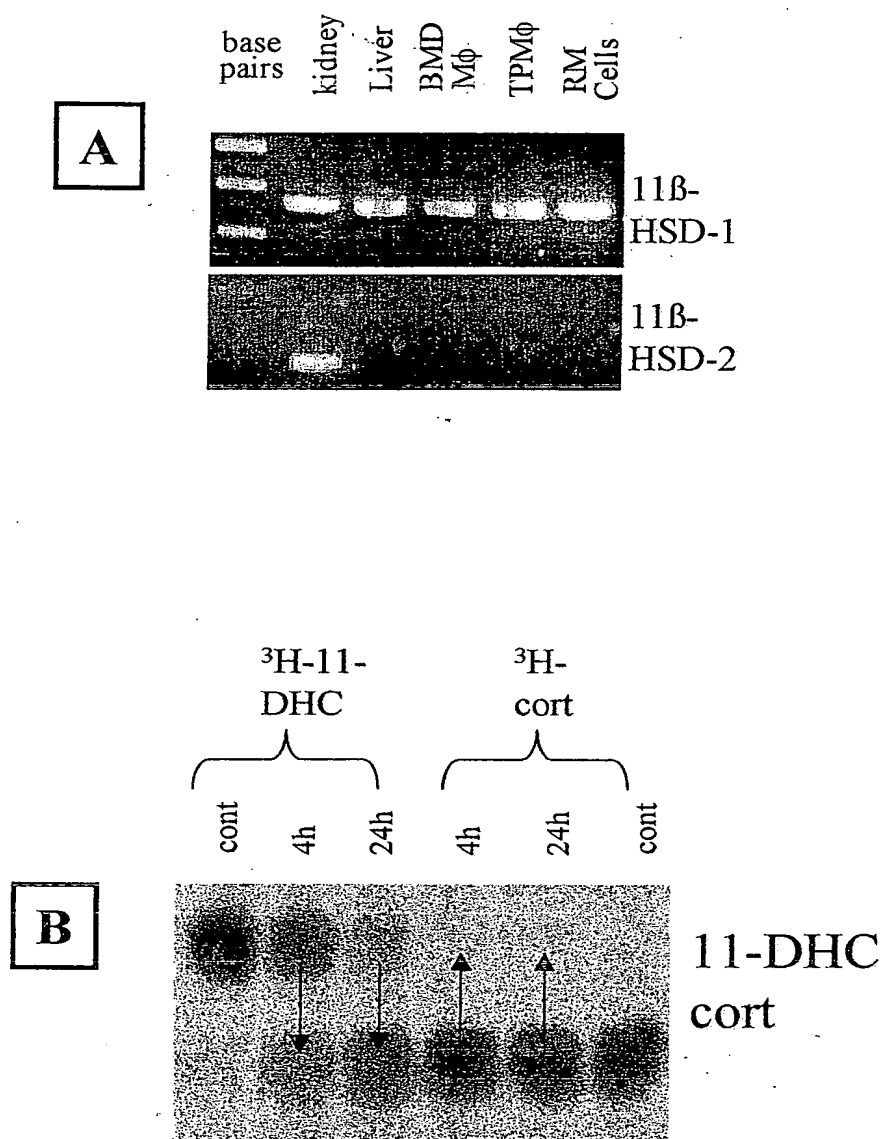 base
pairs
kidney
Liver
BMD
Mϕ
TPMϕ
RM
Cells
A
11ß-
HSD-1
11ß-
HSD-2
³H-11-
DHC
³H-
cort
cont
4h
24h
4h
24h
cont
B
11-DHC
cort